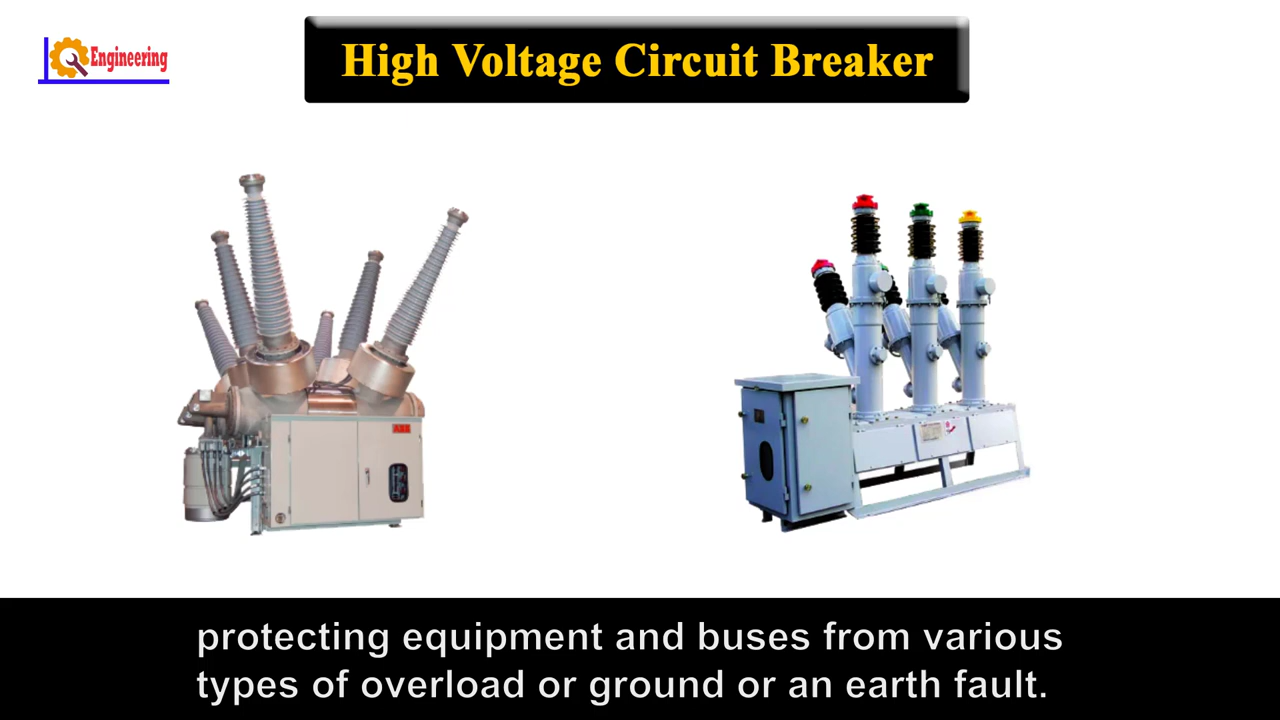 Engineering
High Voltage Circuit Breaker
ABB
protecting equipment and buses from various
types of overload or ground or an earth fault.